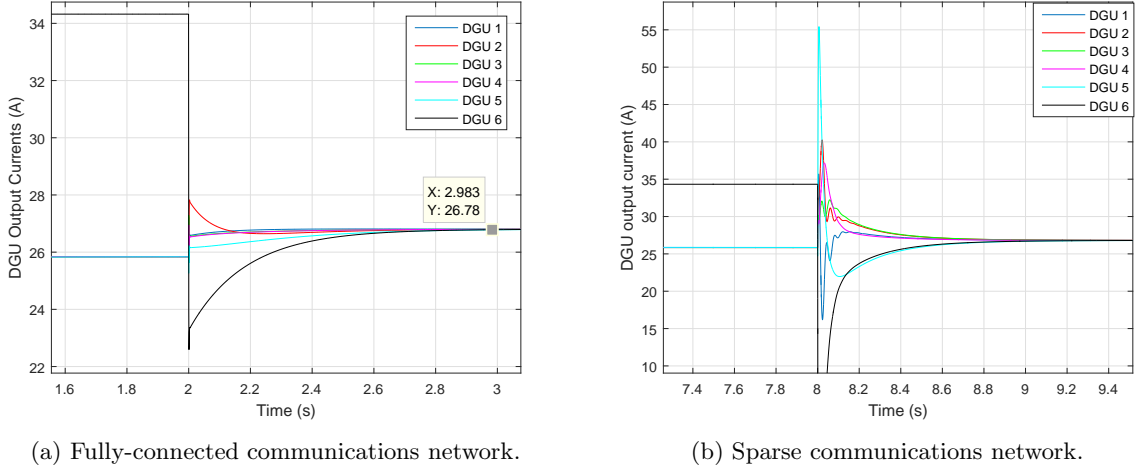 34
32
30
28
26
24
22
DGU Output Currents (A)
1.6
1.8
2
2.2
2.4
2.6
2.8
3
Time (s)
DGU 1
DGU 2
DGU 3
DGU 4
DGU 5
DGU 6
X: 2.983
Y: 26.78
(a) Fully-connected communications network.
55
50
45
40
35
30
25
20
15
10
DGU output current (A)
7.4
7.6
7.8
8
8.2
8.4
8.6
8.8
9
9.2
9.4
Time (s)
DGU 1
DGU 2
DGU 3
DGU 4
DGU 5
DGU 6
(b) Sparse communications network.